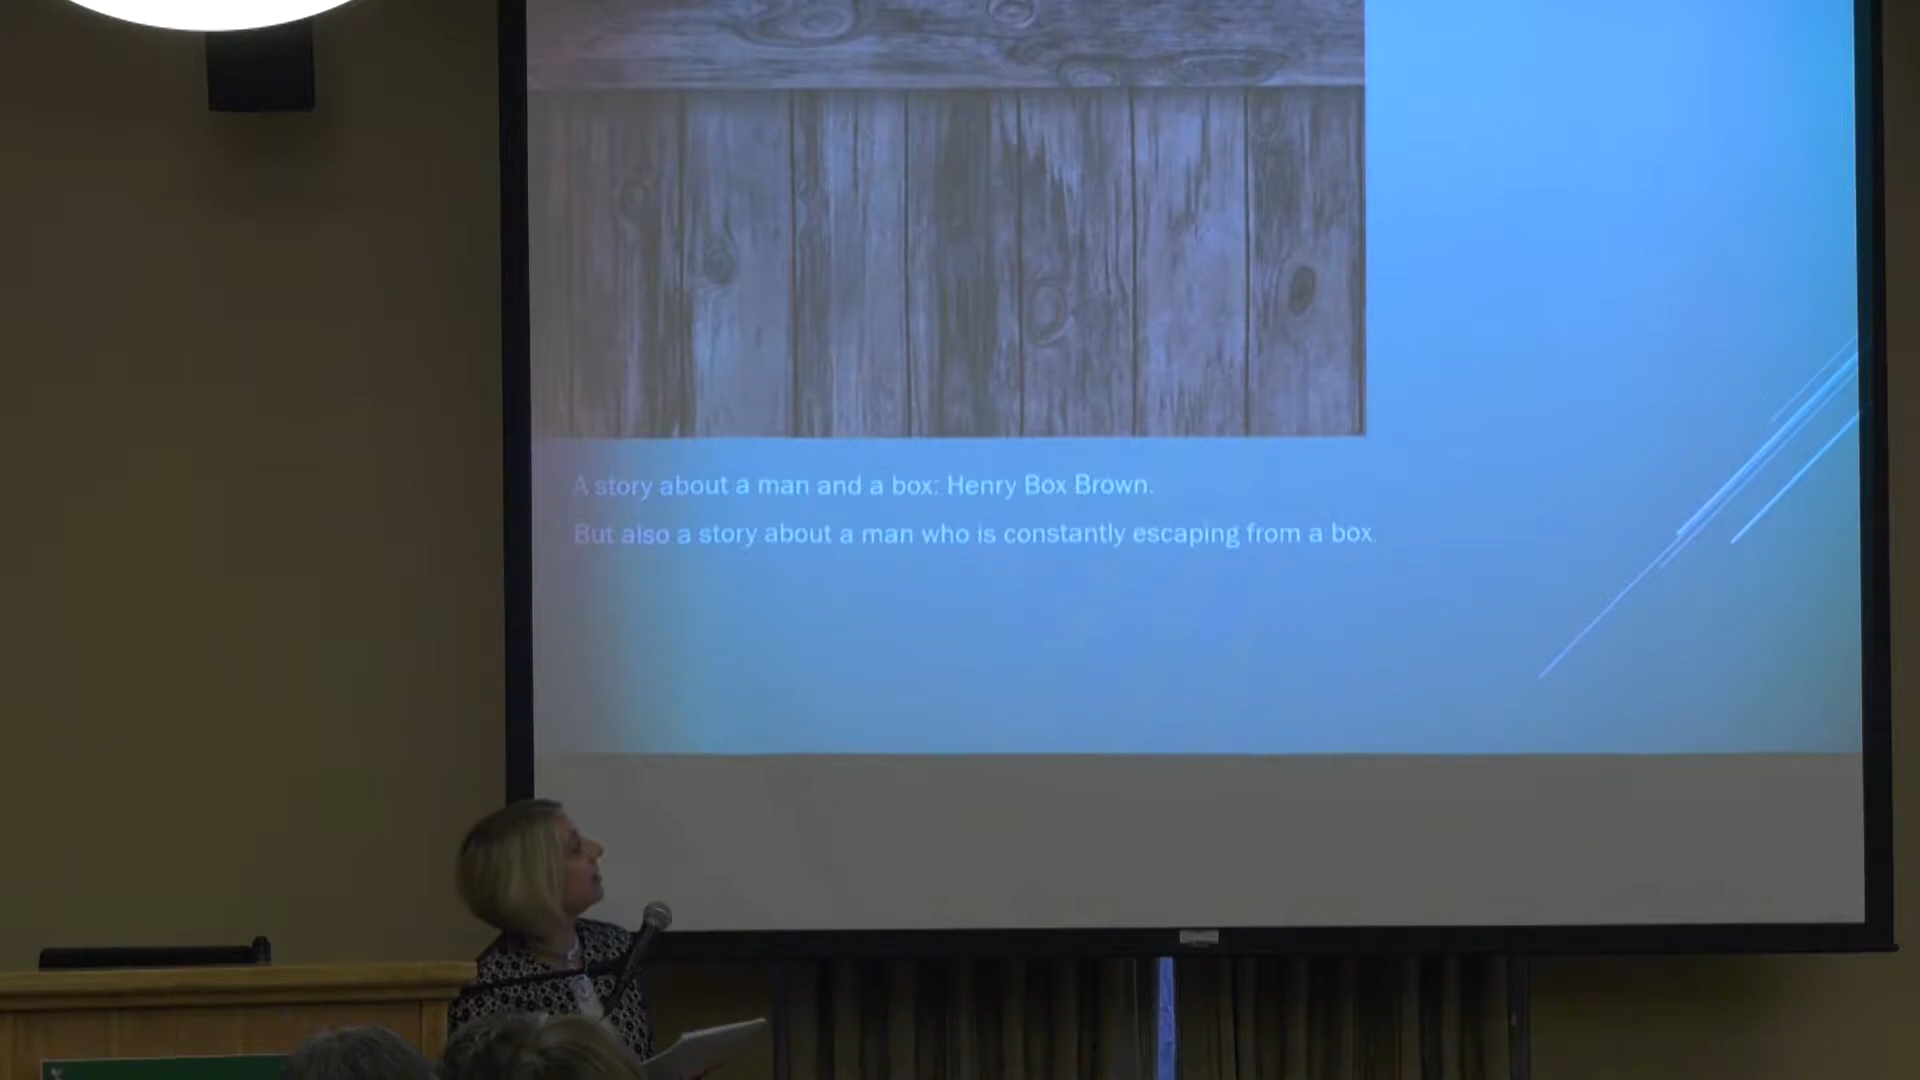 A story about a man and a box: Henry Box Brown.
But also a story about a man who is constantly escaping from a box.